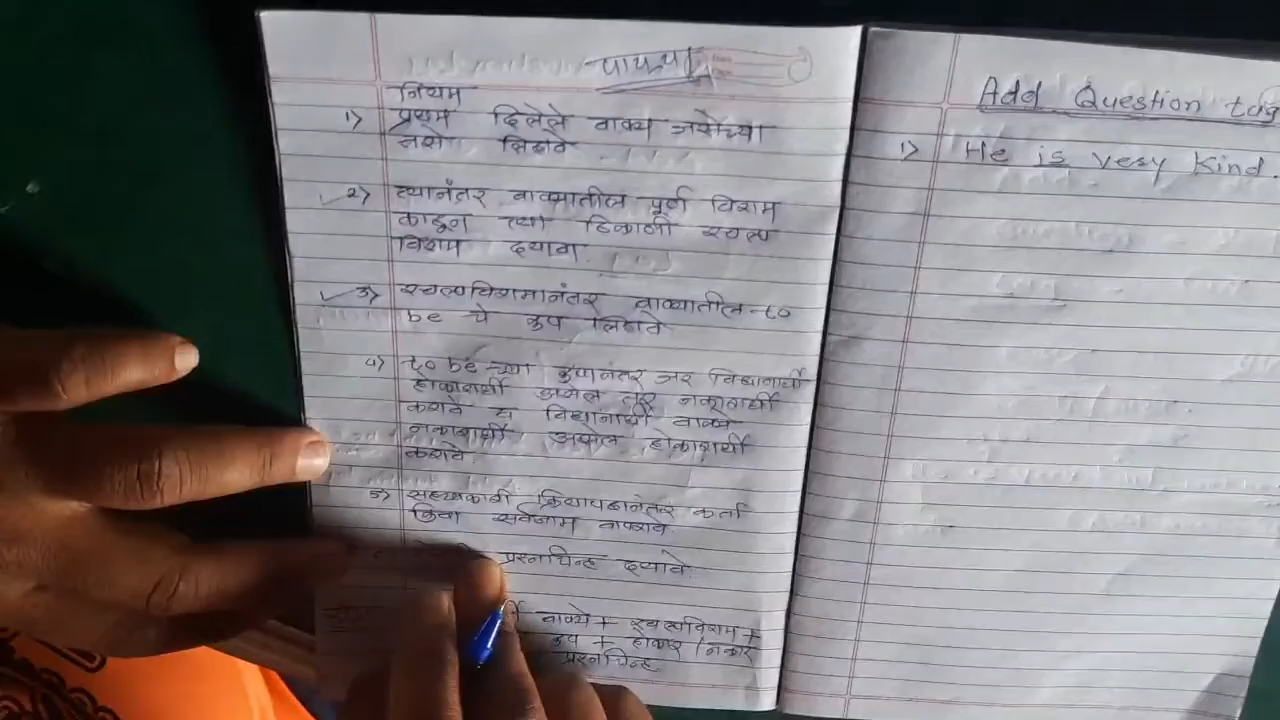 नियम
1) प्रथम दिलेले वाक्य जसेच्या
तसे लिहावे
2) त्यानंतर वाक्यातील पूर्ण विराम
काढून त्या ठिकाणी स्वल्प
विराम द्यावा.
3) स्वल्पविरामानंतर वाक्यातील to
be चे रुप लिहावे
4) to be च्या रुपानंतर जर विधानार्थी
होकारार्थी असेल तर नकारार्थी
करावे व विधानार्थी वाक्य
नकारार्थी असेल होकारार्थी
करावे.
5) सहाय्यकारी क्रियापदानंतर कर्ता
किंवा सर्वनाम वापरावे.
प्रश्नचिन्ह द्यावे.
वाक्य + स्वल्पविराम +
रुप + होकार / नकार
प्रश्नचिन्ह
Add Question tag
1) He is very kind.